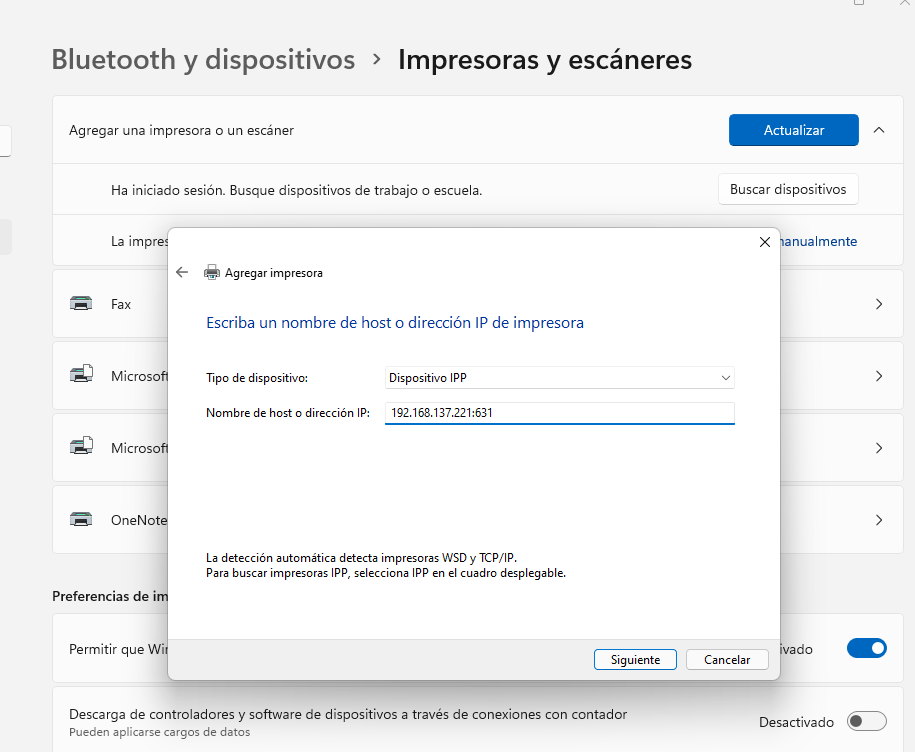 Bluetooth y dispositivos › Impresoras y escáneres
Agregar una impresora o un escáner
Actualizar
Ha iniciado sesión. Busque dispositivos de trabajo o escuela.
Buscar dispositivos
La
manualmente
Agregar impresora
Escriba un nombre de host o dirección IP de impresora
Fax
Tipo de dispositivo:
Dispositivo IPP
Microsoft
Nombre de host o dirección IP:
192.168.137.221:631
Microsoft
OneNote
La detección automática detecta impresoras WSD y TCP/IP.
Para buscar impresoras IPP, selecciona IPP en el cuadro desplegable.
Preferencias de im
Permitir que Wi
ivado
Siguiente
Cancelar
Descarga de controladores y software de dispositivos a través de conexiones con contador
Pueden aplicarse cargos de datos
Desactivado